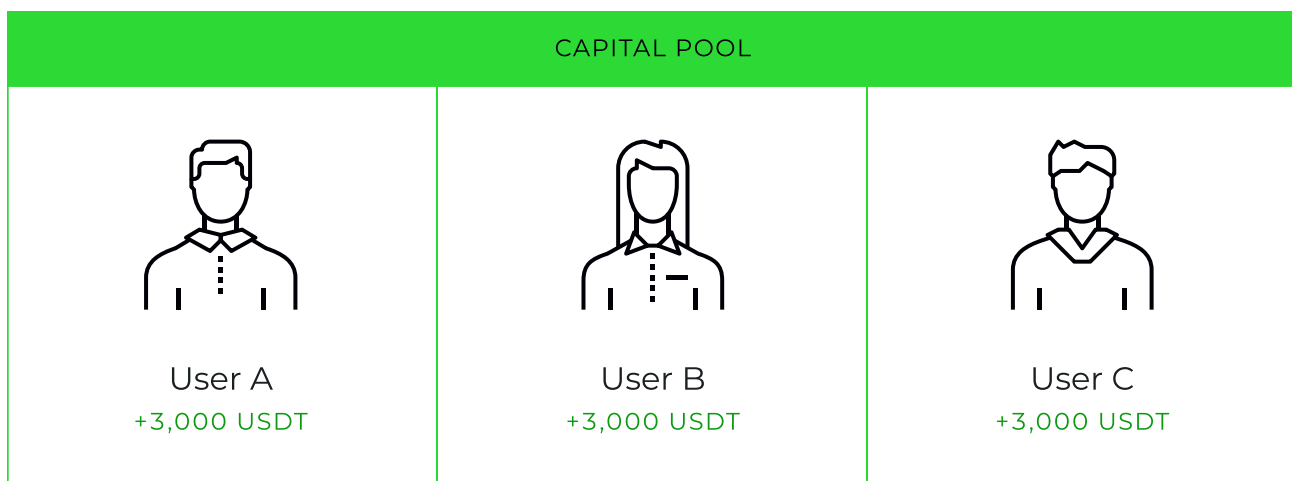 CAPITAL POOL
User A
+3,000 USDT
User B
+3,000 USDT
User C
+3,000 USDT